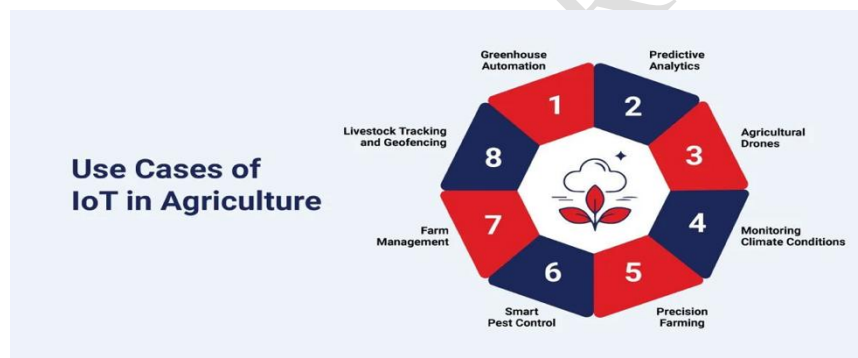 Use Cases of
IoT in Agriculture
Greenhouse
Automation
1
Predictive
Analytics
2
Agricultural
Drones
3
Monitoring
Climate Conditions
4
Precision
Farming
5
Smart
Pest Control
6
Farm
Management
7
Livestock Tracking
and Geofencing
8